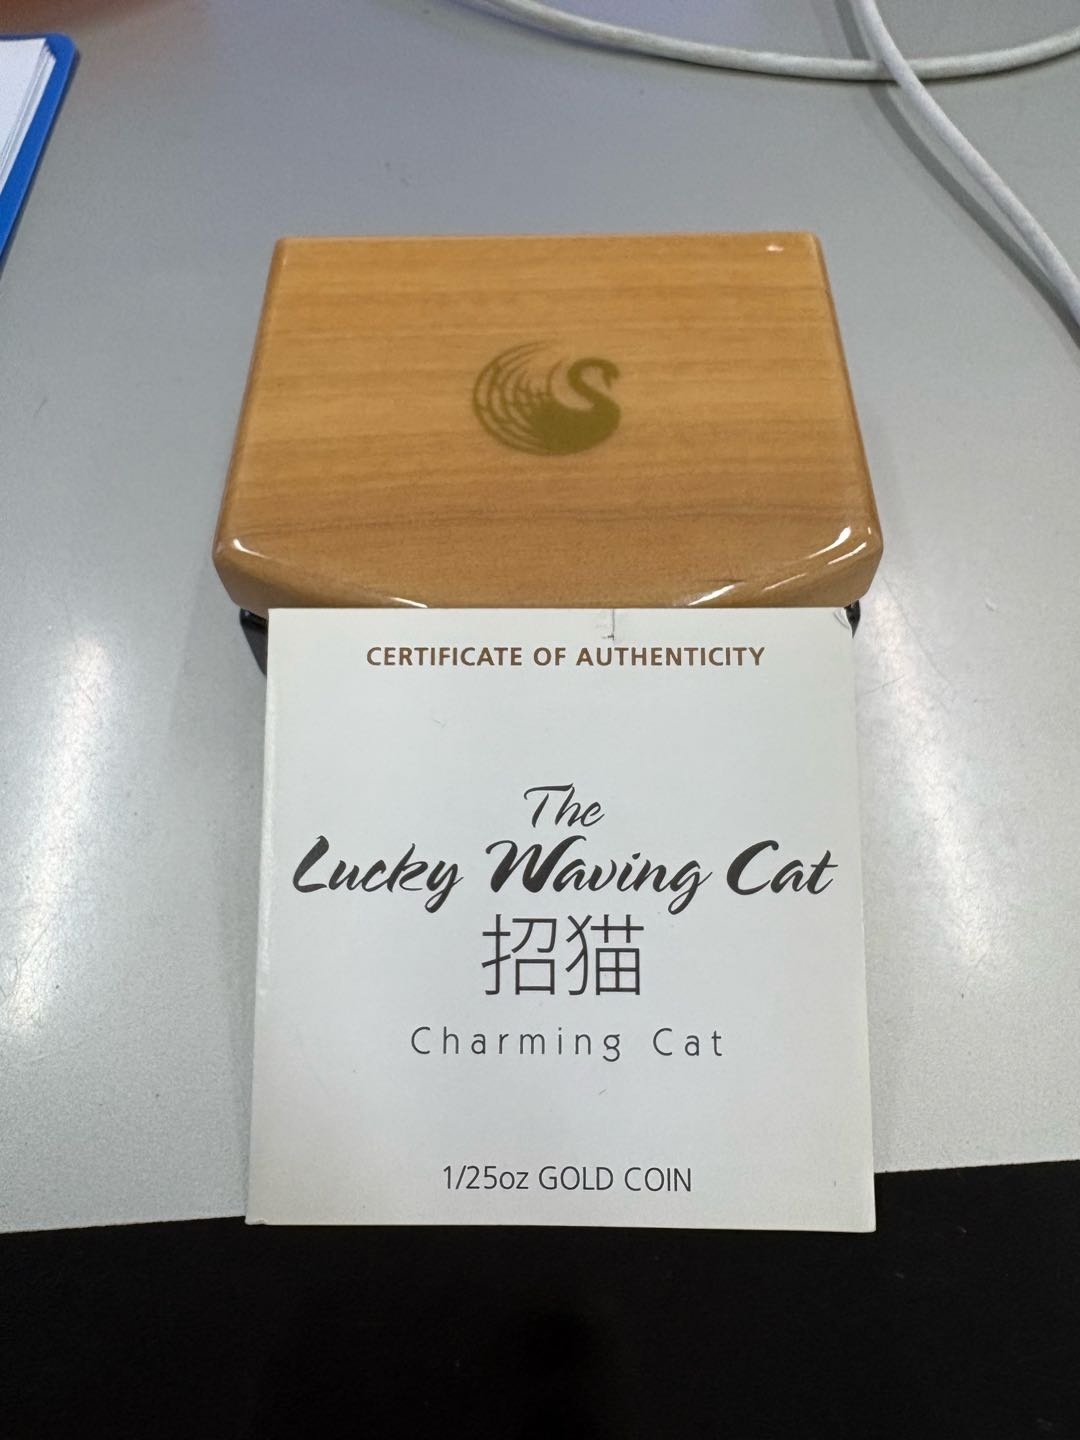 CERTIFICATE OF AUTHENTICITY
The
Lucky Waving Cat
招猫
Charming Cat
1/25oz GOLD COIN